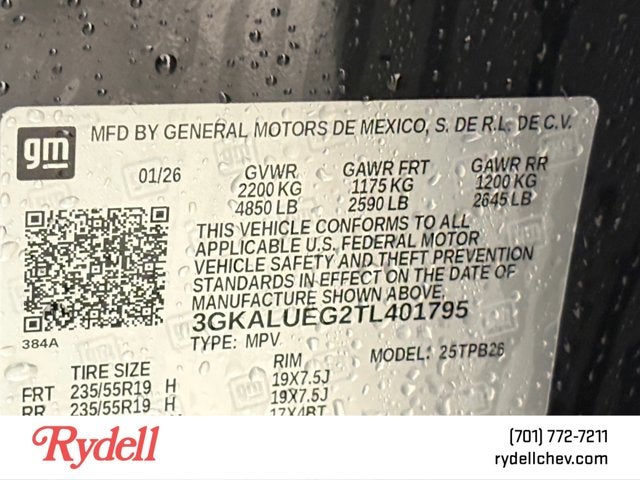 gm
MFD BY GENERAL MOTORS DE MEXICO, S. DE R.L. DE C.V.
01/26 GVWR GAWR FRT GAWR RR
2200 KG 1175 KG 1200 KG
4850 LB 2590 LB 2645 LB
THIS VEHICLE CONFORMS TO ALL
APPLICABLE U.S. FEDERAL MOTOR
VEHICLE SAFETY AND THEFT PREVENTION
STANDARDS IN EFFECT ON THE DATE OF
MANUFACTURE SHOWN ABOVE.
3GKALUEG2TL401795
384A
TYPE: MPV MODEL: 25TPB26
TIRE SIZE RIM
FRT 235/55R19 H 19X7.5J
RR 235/55R19 H 19X7.5J
17X4BT
Rydell
(701) 772-7211
rydellchev.com